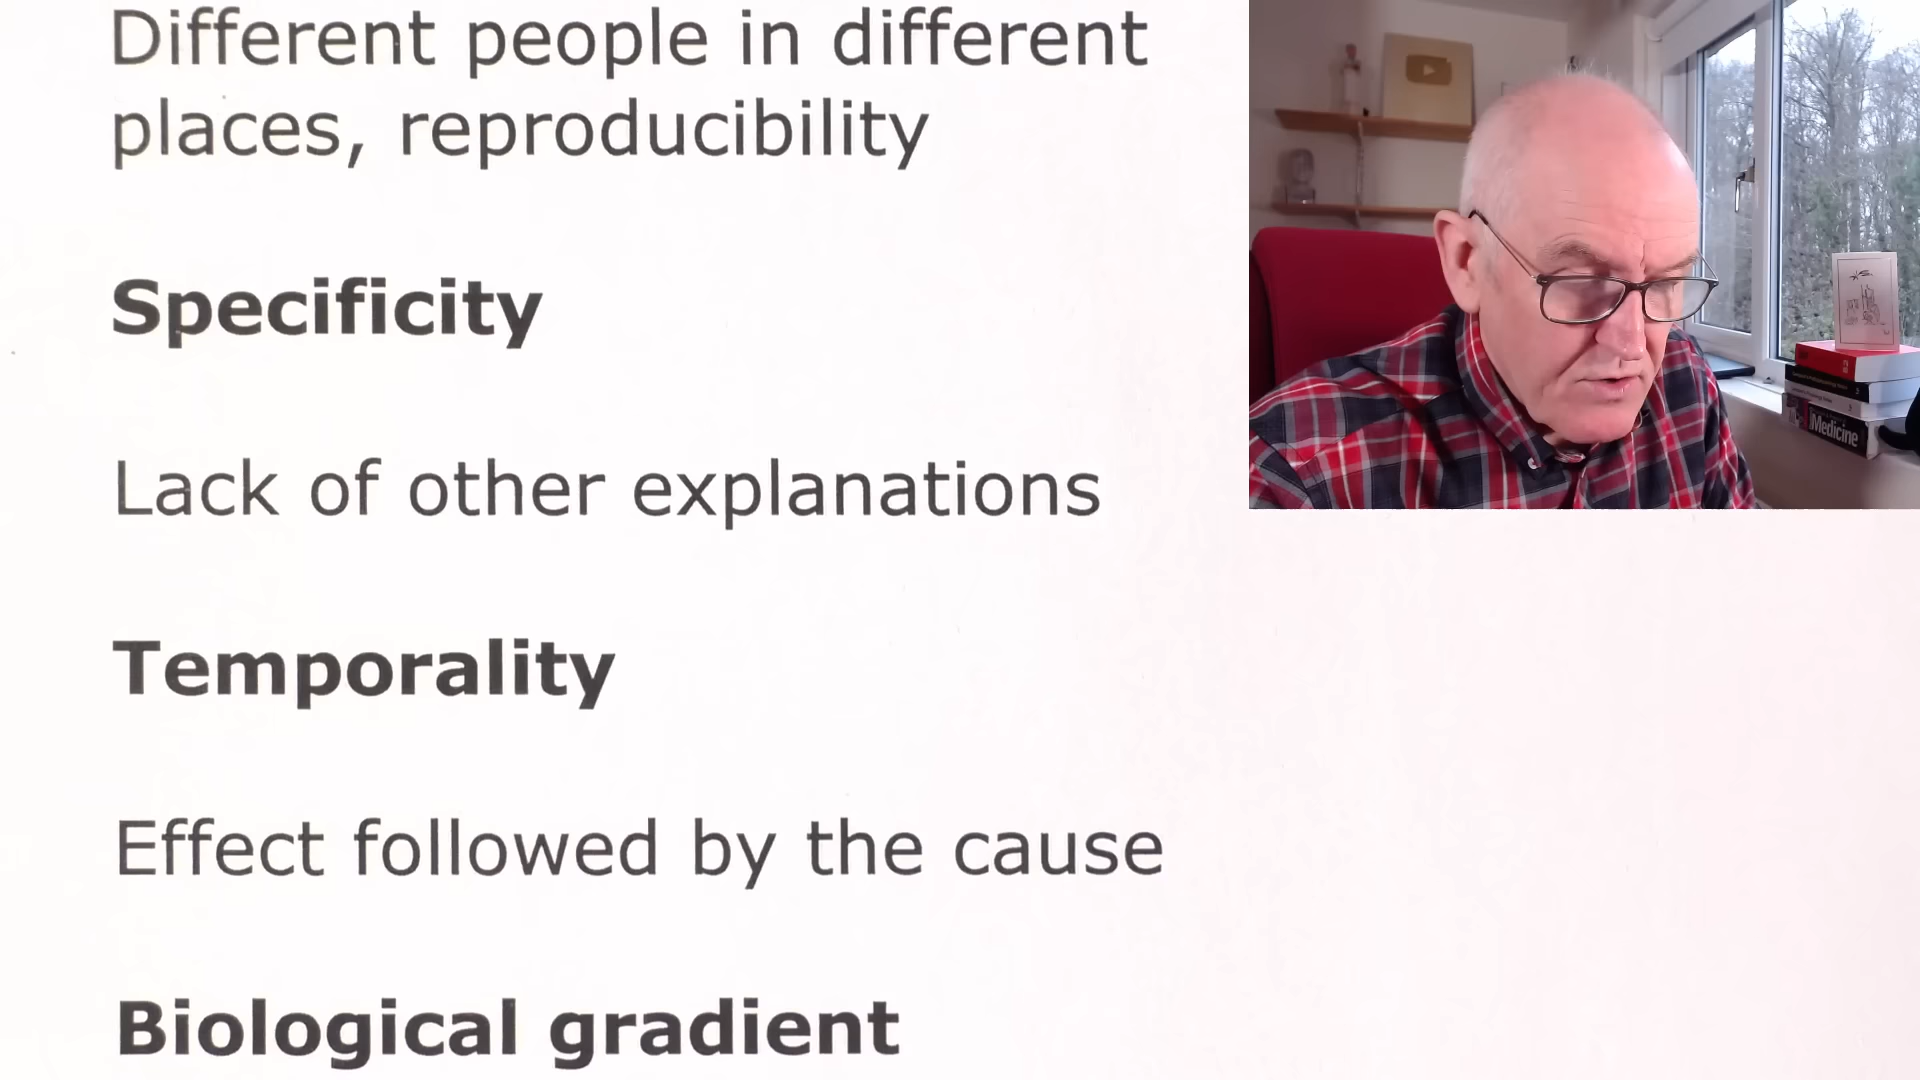 Different people in different
places, reproducibility
Specificity
Lack of other explanations
Temporality
Effect followed by the cause
Biological gradient
Medicine